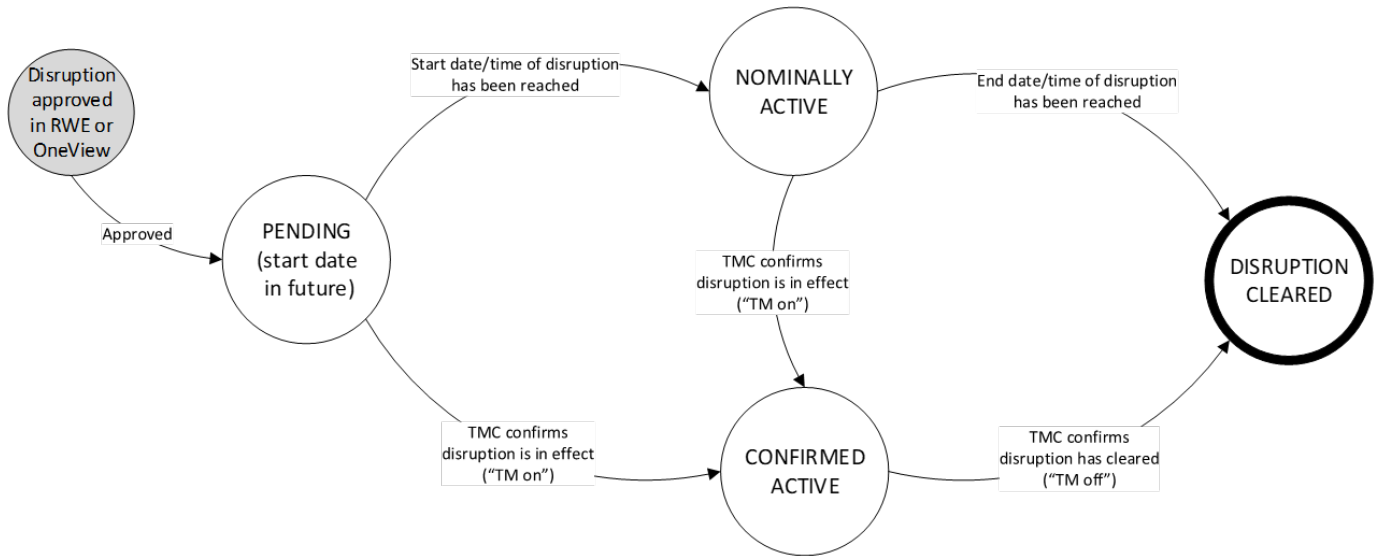 Disruption
approved
in RWE or
OneView
Approved
PENDING
(start date
in future)
Start date/time of disruption
has been reached
NOMINALLY
ACTIVE
End date/time of disruption
has been reached
TMC confirms
disruption is in effect
(“TM on”)
TMC confirms
disruption is in effect
(“TM on”)
CONFIRMED
ACTIVE
TMC confirms
disruption has cleared
(“TM off”)
DISRUPTION
CLEARED